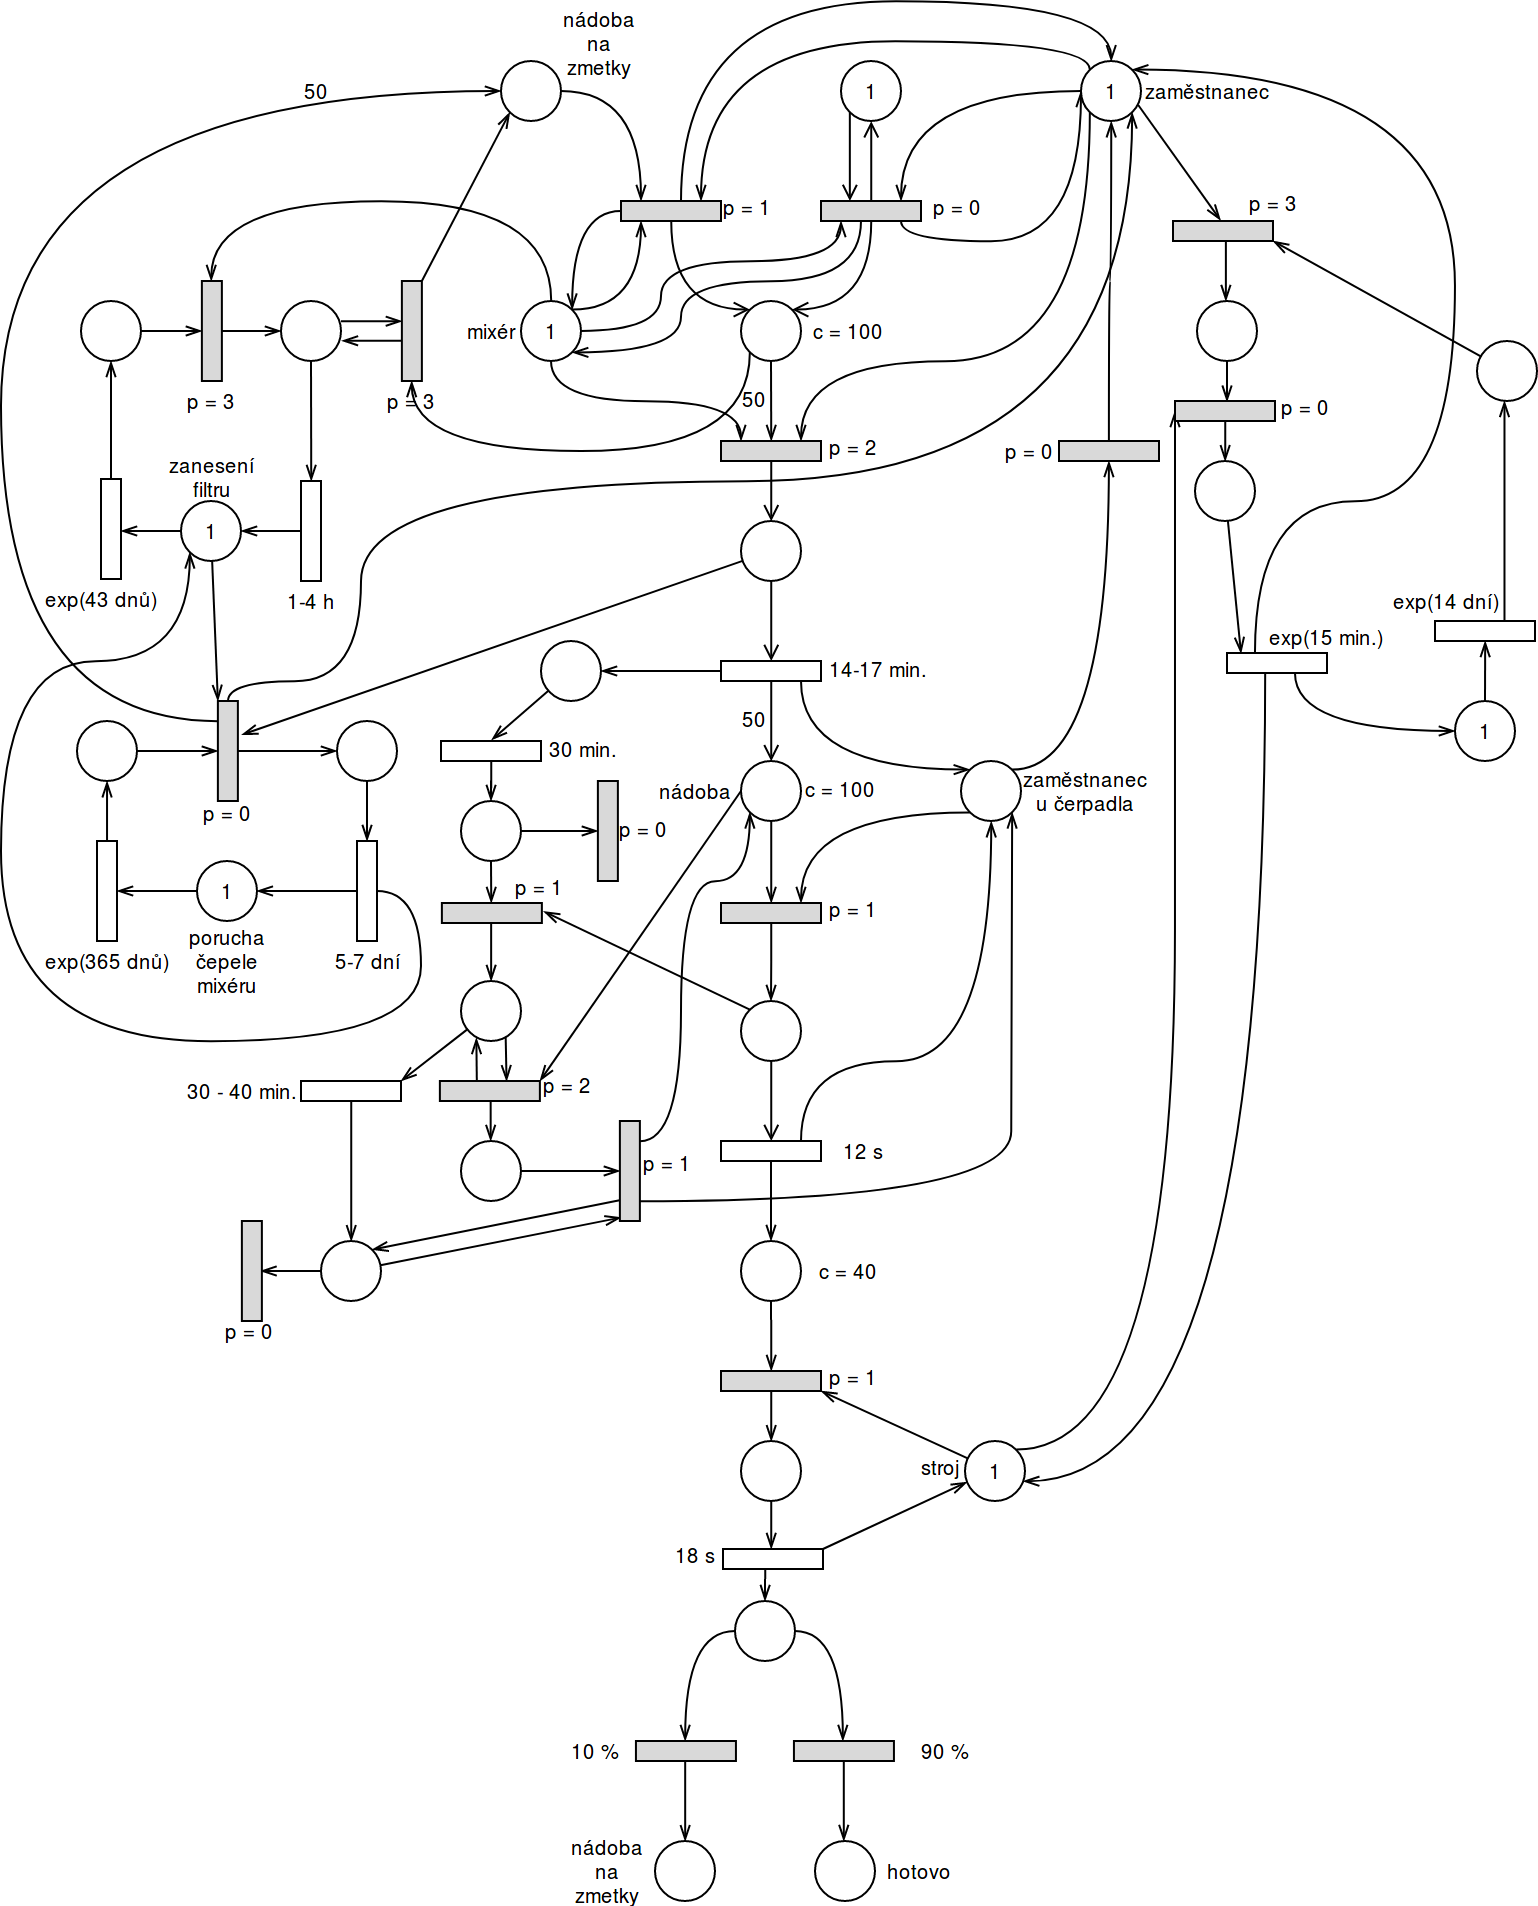 nádoba
na
zmetky
50
1
1
zaměstnanec
p = 1
p = 0
p = 3
mixér
1
c = 100
p = 3
p = 3
50
p = 0
p = 2
p = 0
zanesení
filtru
1
exp(43 dnů)
1-4 h
exp(14 dní)
exp(15 min.)
14-17 min.
50
1
30 min.
nádoba
c = 100
zaměstnanec
u čerpadla
p = 0
p = 0
p = 1
1
p = 1
porucha
čepele
mixéru
exp(365 dnů)
5-7 dní
30 - 40 min.
p = 2
12 s
p = 1
c = 40
p = 0
p = 1
stroj
1
18 s
10 %
90 %
nádoba
na
zmetky
hotovo